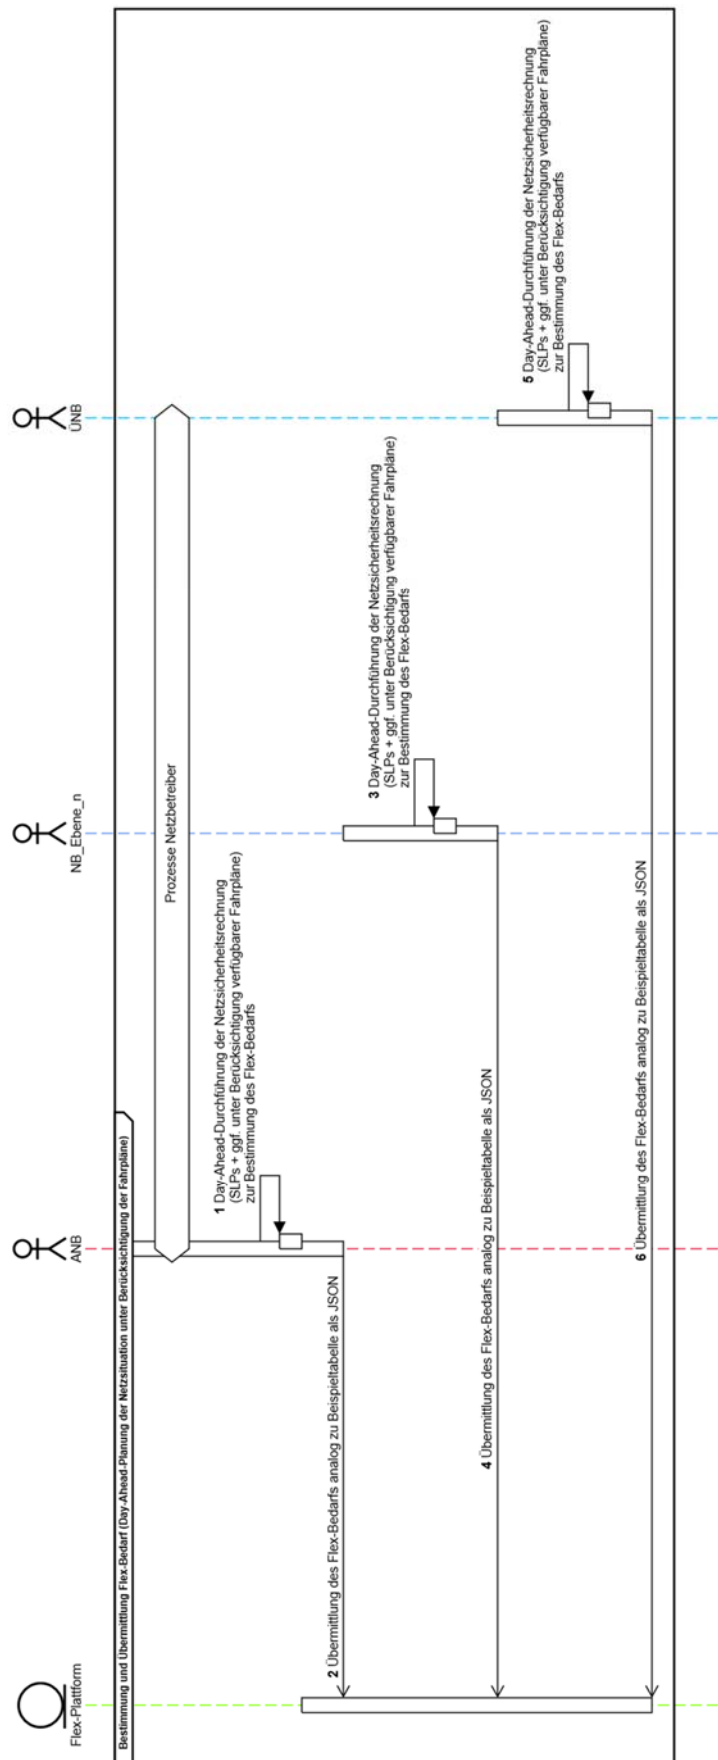 Flex-Plattform
ANB
NB_Ebene_n
ÜNB
Bestimmung und Übermittlung Flex-Bedarf (Day-Ahead-Planung der Netzsituation unter Berücksichtigung der Fahrpläne)
Prozesse Netzbetreiber
1 Day-Ahead-Durchführung der Netzsicherheitsrechnung
(SLPs + ggf. unter Berücksichtigung verfügbarer Fahrpläne)
zur Bestimmung des Flex-Bedarfs
2 Übermittlung des Flex-Bedarfs analog zu Beispieltabelle als JSON
3 Day-Ahead-Durchführung der Netzsicherheitsrechnung
(SLPs + ggf. unter Berücksichtigung verfügbarer Fahrpläne)
zur Bestimmung des Flex-Bedarfs
4 Übermittlung des Flex-Bedarfs analog zu Beispieltabelle als JSON
5 Day-Ahead-Durchführung der Netzsicherheitsrechnung
(SLPs + ggf. unter Berücksichtigung verfügbarer Fahrpläne)
zur Bestimmung des Flex-Bedarfs
6 Übermittlung des Flex-Bedarfs analog zu Beispieltabelle als JSON